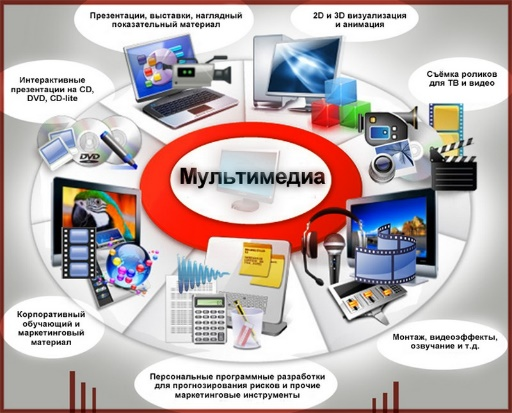 Презентации, выставки, наглядный
показательный материал
2D и 3D визуализация
и анимация
Интерактивные
презентации на CD,
DVD, CD-lite
Съёмка роликов
для ТВ и видео
DVD
Мультимедиа
Корпоративный
обучающий и
маркетинговый
материал
Монтаж, видеоэффекты,
озвучание и т.д.
Персональные программные разработки
для прогнозирования рисков и прочие
маркетинговые инструменты